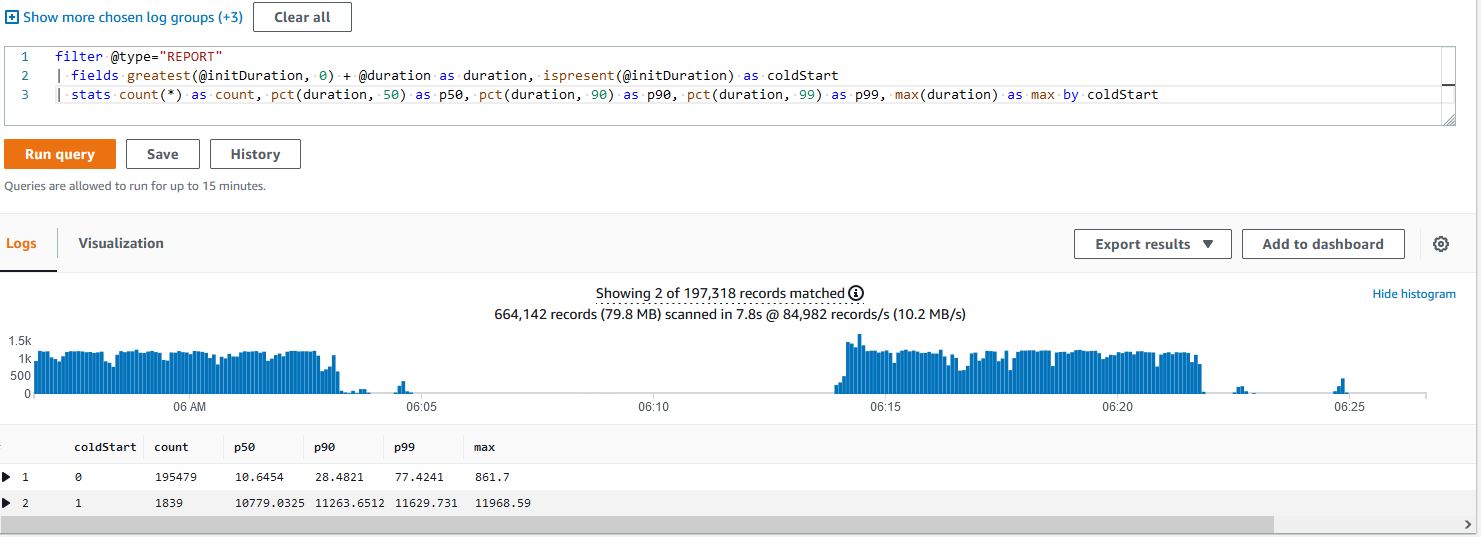 Show more chosen log groups (+3) Clear all
1 filter @type="REPORT"
2 | fields greatest(@initDuration, 0) + @duration as duration, ispresent(@initDuration) as coldStart
3 | stats count(*) as count, pct(duration, 50) as p50, pct(duration, 90) as p90, pct(duration, 99) as p99, max(duration) as max by coldStart
Run query Save History
Queries are allowed to run for up to 15 minutes.
Logs Visualization Export results Add to dashboard
Showing 2 of 197,318 records matched
Hide histogram
664,142 records (79.8 MB) scanned in 7.8s @ 84,982 records/s (10.2 MB/s)
1.5k
1k
500
0
06 AM 06:05 06:10 06:15 06:20 06:25
coldStart count p50 p90 p99 max
1 0 195479 10.6454 28.4821 77.4241 861.7
2 1 1839 10779.0325 11263.6512 11629.731 11968.59